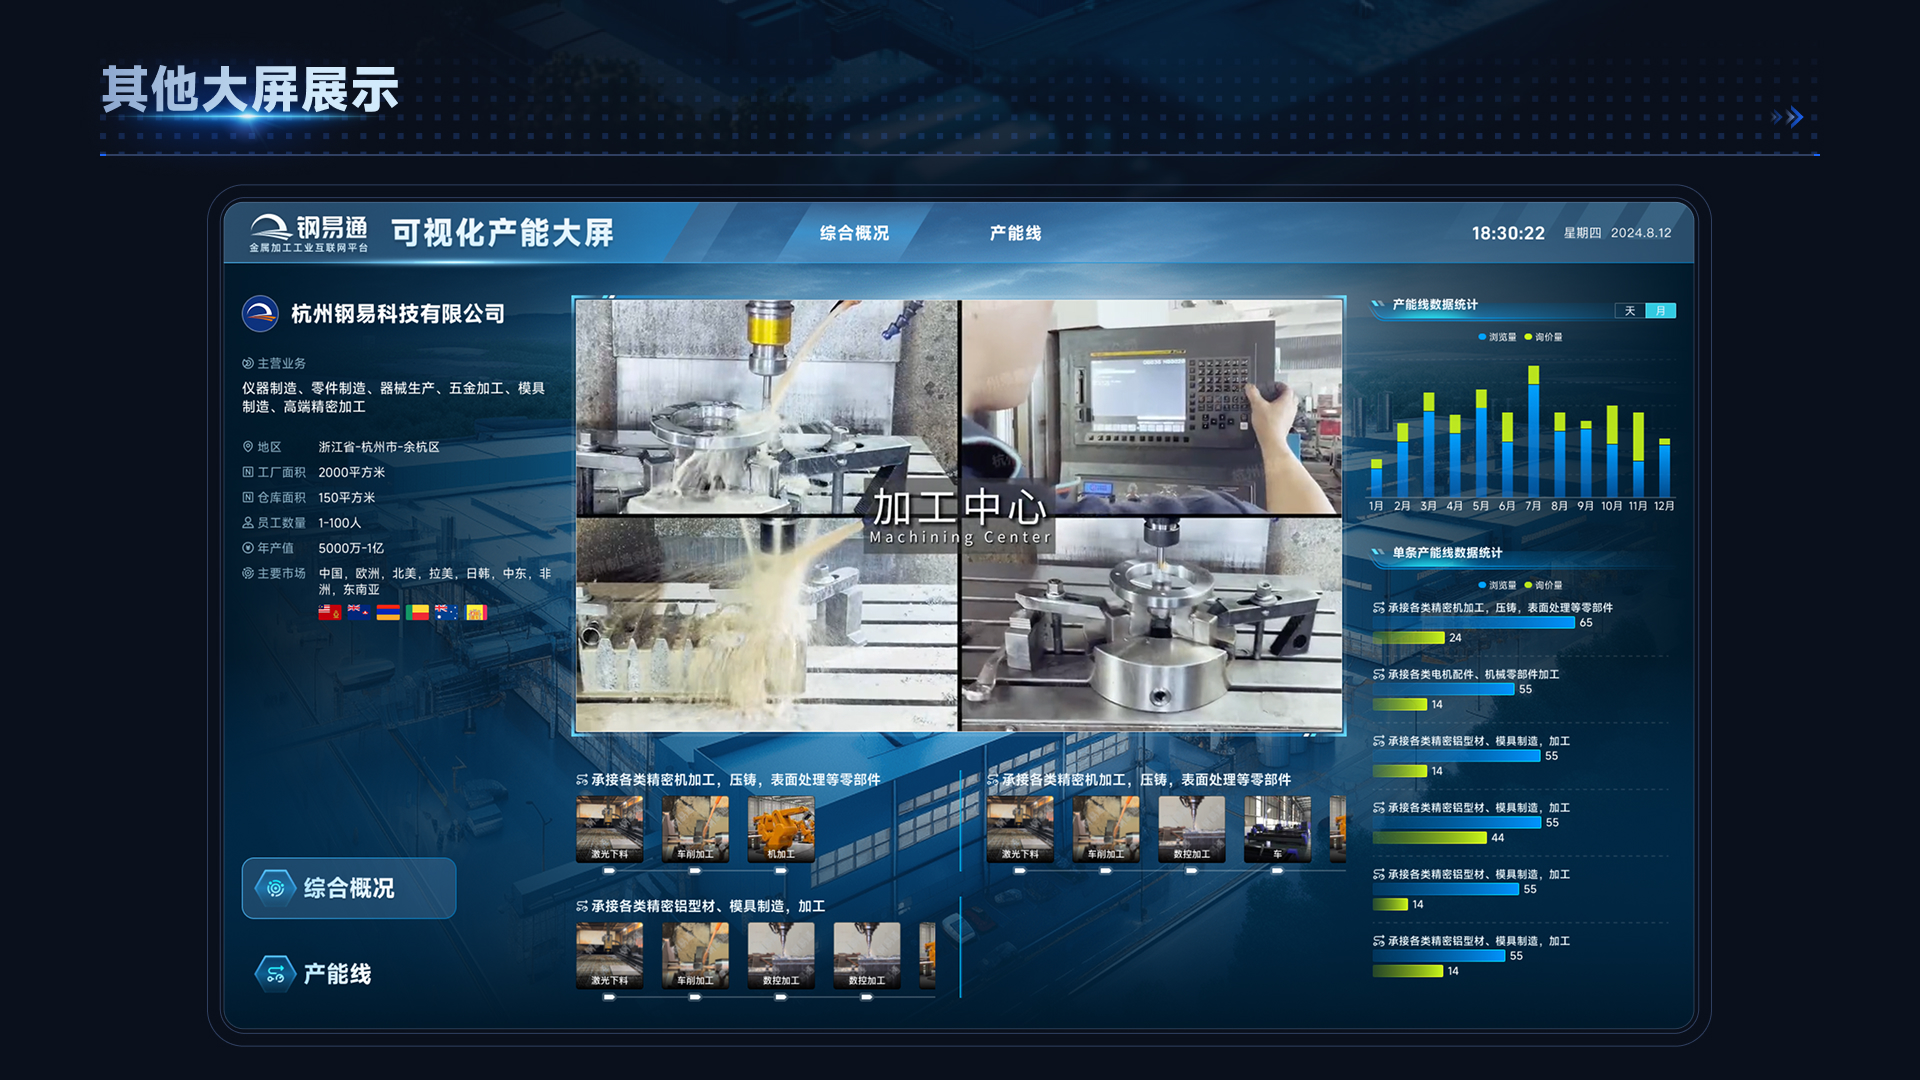 其他大屏展示
钢易通
金属加工工业互联网平台
可视化产能大屏
综合概况
产能线
18:30:22 星期四 2024.8.12
杭州钢易科技有限公司
主营业务
仪器制造、零件制造、器械生产、五金加工、模具
制造、高端精密加工
地区 浙江省-杭州市-余杭区
工厂面积 2000平方米
仓库面积 150平方米
员工数量 1-100人
年产值 5000万-1亿
主要市场 中国，欧洲，北美，拉美，日韩，中东，非
洲，东南亚
综合概况
产能线
加工中心
Machining Center
承接各类精密机加工，压铸，表面处理等零部件
激光下料 车削加工 机加工
承接各类精密机加工，压铸，表面处理等零部件
激光下料 车削加工 数控加工 车
承接各类精密铝型材、模具制造，加工
激光下料 车削加工 数控加工 数控加工
产能线数据统计
天 月
浏览量 询价量
1月 2月 3月 4月 5月 6月 7月 8月 9月 10月 11月 12月
单条产能线数据统计
浏览量 询价量
承接各类精密机加工，压铸，表面处理等零部件
65
24
承接各类电机配件、机械零部件加工
55
14
承接各类精密铝型材、模具制造，加工
55
14
承接各类精密铝型材、模具制造，加工
55
44
承接各类精密铝型材、模具制造，加工
55
14
承接各类精密铝型材、模具制造，加工
55
14